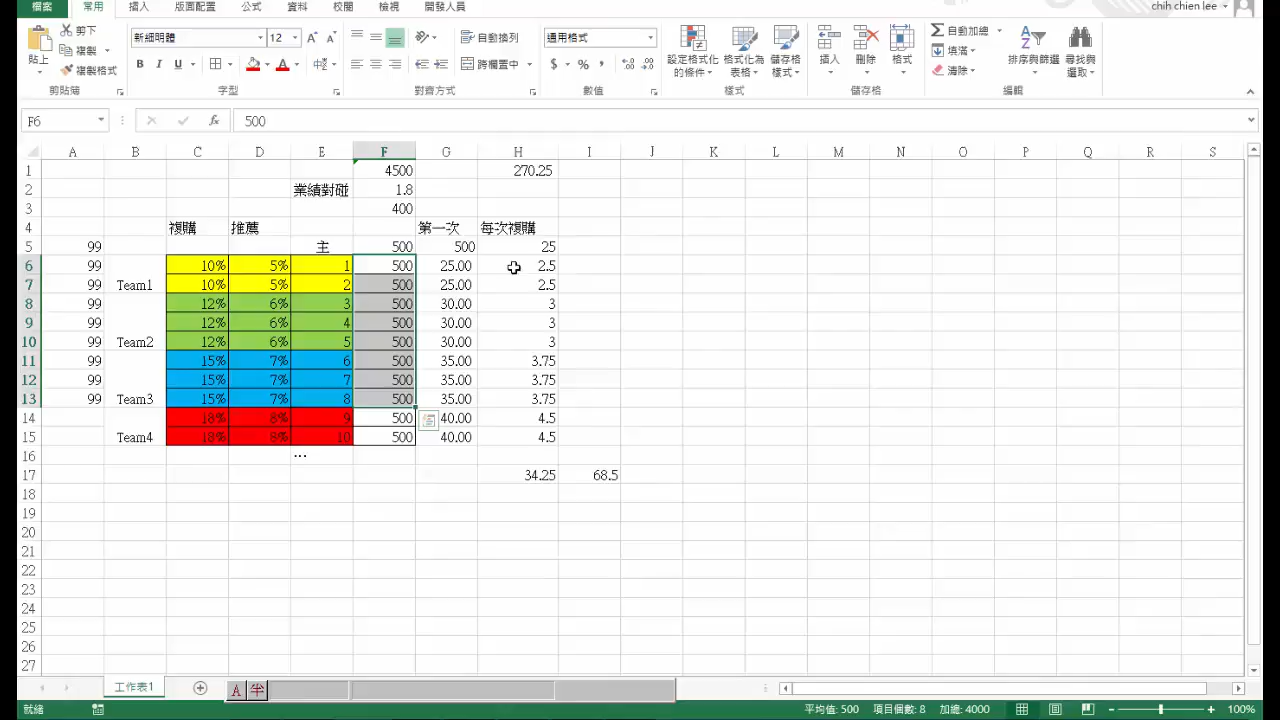 chih chien lee
檔案 常用 插入 版面配置 公式 資料 校閱 檢視 開發人員
剪下 新細明體 12 自動換列 通用格式 自動加總
貼上 複製 複製格式 B I U A 跨欄置中 $ % 設定格式化的條件 格式化為表格 儲存格樣式 插入 刪除 格式 填滿 清除 排序與篩選 尋找與選取
剪貼簿 字型 對齊方式 數值 樣式 儲存格 編輯
F6 fx 500
A B C D E F G H I J K L M N O P Q R S
1 4500 270.25
2 業績對碰 1.8
3 400
4 複購 推薦 第一次 每次複購
5 99 主 500 500 25
6 99 10% 5% 1 500 25.00 2.5
7 99 Team1 10% 5% 2 500 25.00 2.5
8 99 12% 6% 3 500 30.00 3
9 99 12% 6% 4 500 30.00 3
10 99 Team2 12% 6% 5 500 30.00 3
11 99 15% 7% 6 500 35.00 3.75
12 99 15% 7% 7 500 35.00 3.75
13 99 Team3 15% 7% 8 500 35.00 3.75
14 18% 8% 9 500 40.00 4.5
15 Team4 18% 8% 10 500 40.00 4.5
16 ...
17 34.25 68.5
18
19
20
21
22
23
24
25
26
27
工作表1 A 半
就緒 平均值: 500 項目個數: 8 加總: 4000 100%